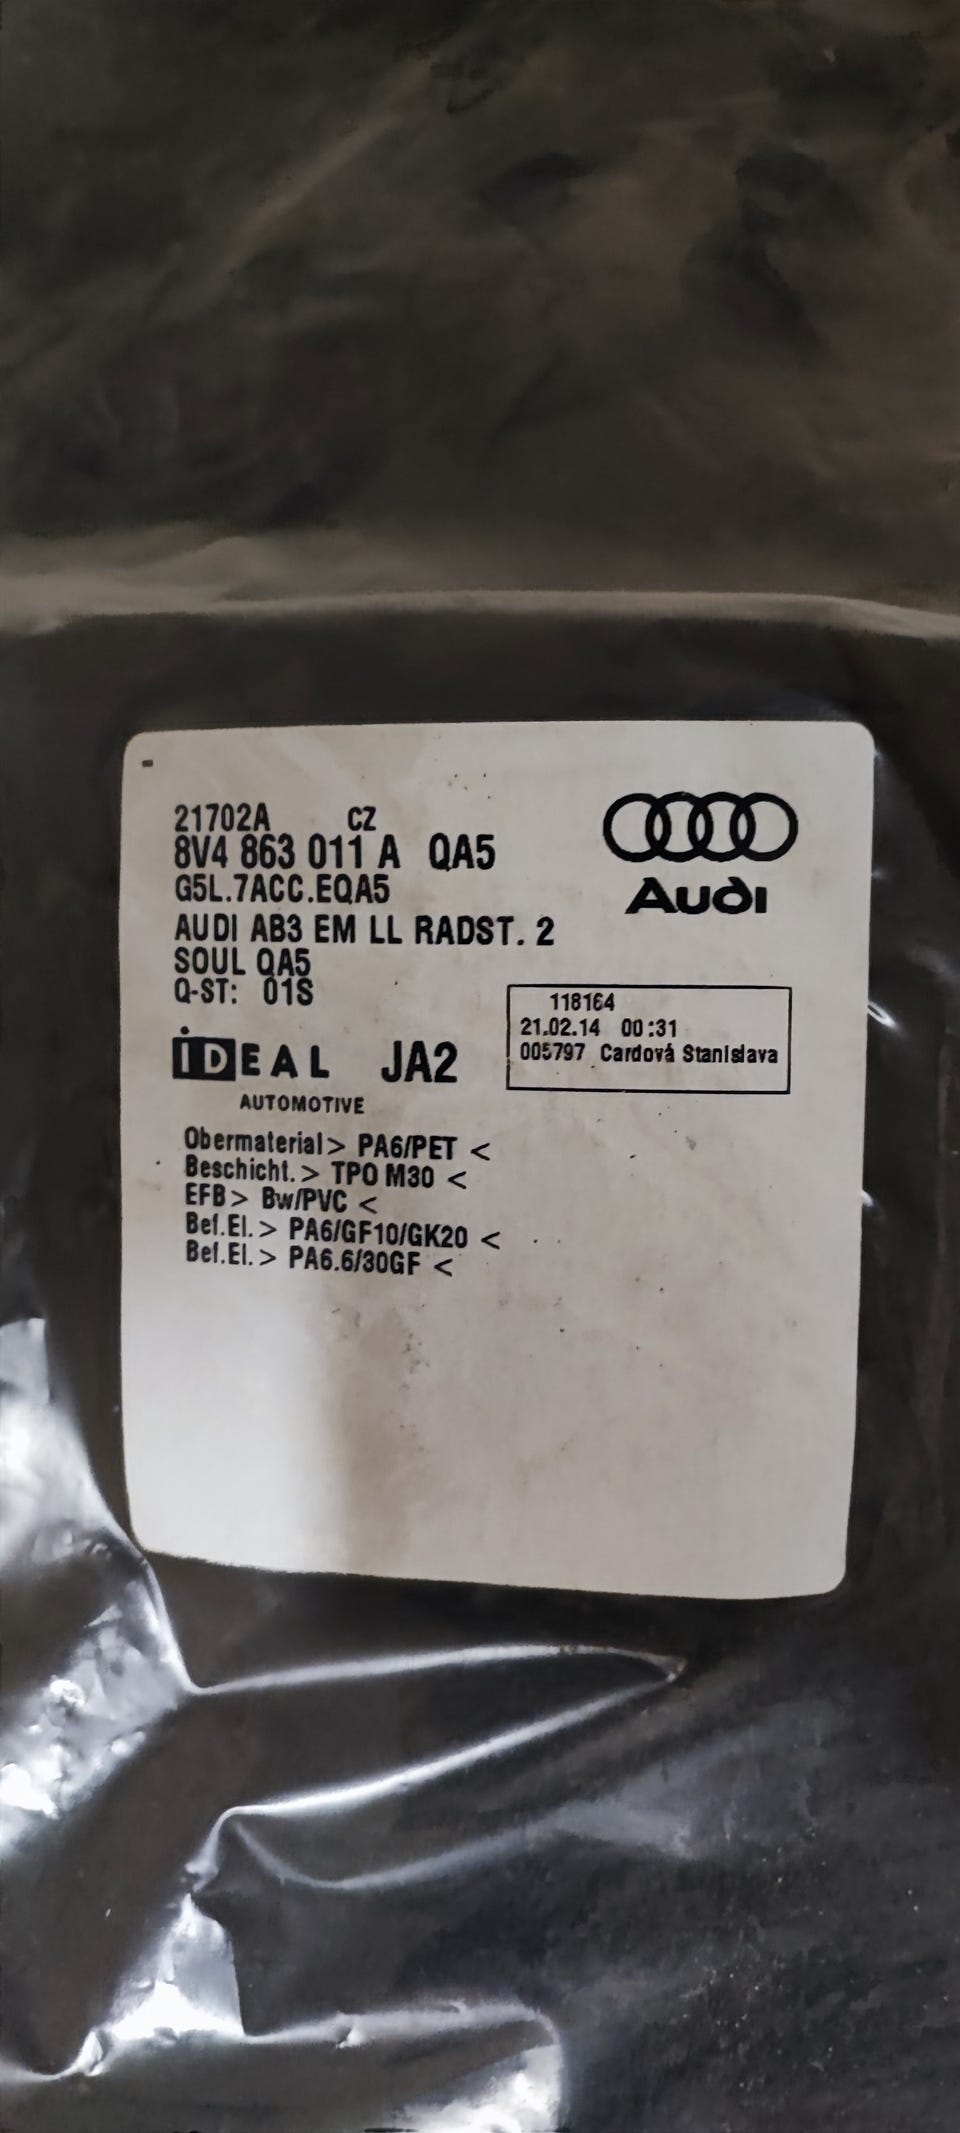 21702A CZ
8V4 863 011 A QA5
G5L.7ACC.EQA5
AUDI AB3 EM LL RADST. 2
SOUL QA5
Q-ST: 01S
Audi
118164
21.02.14 00:31
005797 Cardová Stanislava
iDEAL JA2
AUTOMOTIVE
Obermaterial> PA6/PET <
Beschicht.> TPO M30 <
EFB> Bw/PVC <
Bef.El.> PA6/GF10/GK20 <
Bef.El.> PA6.6/30GF <